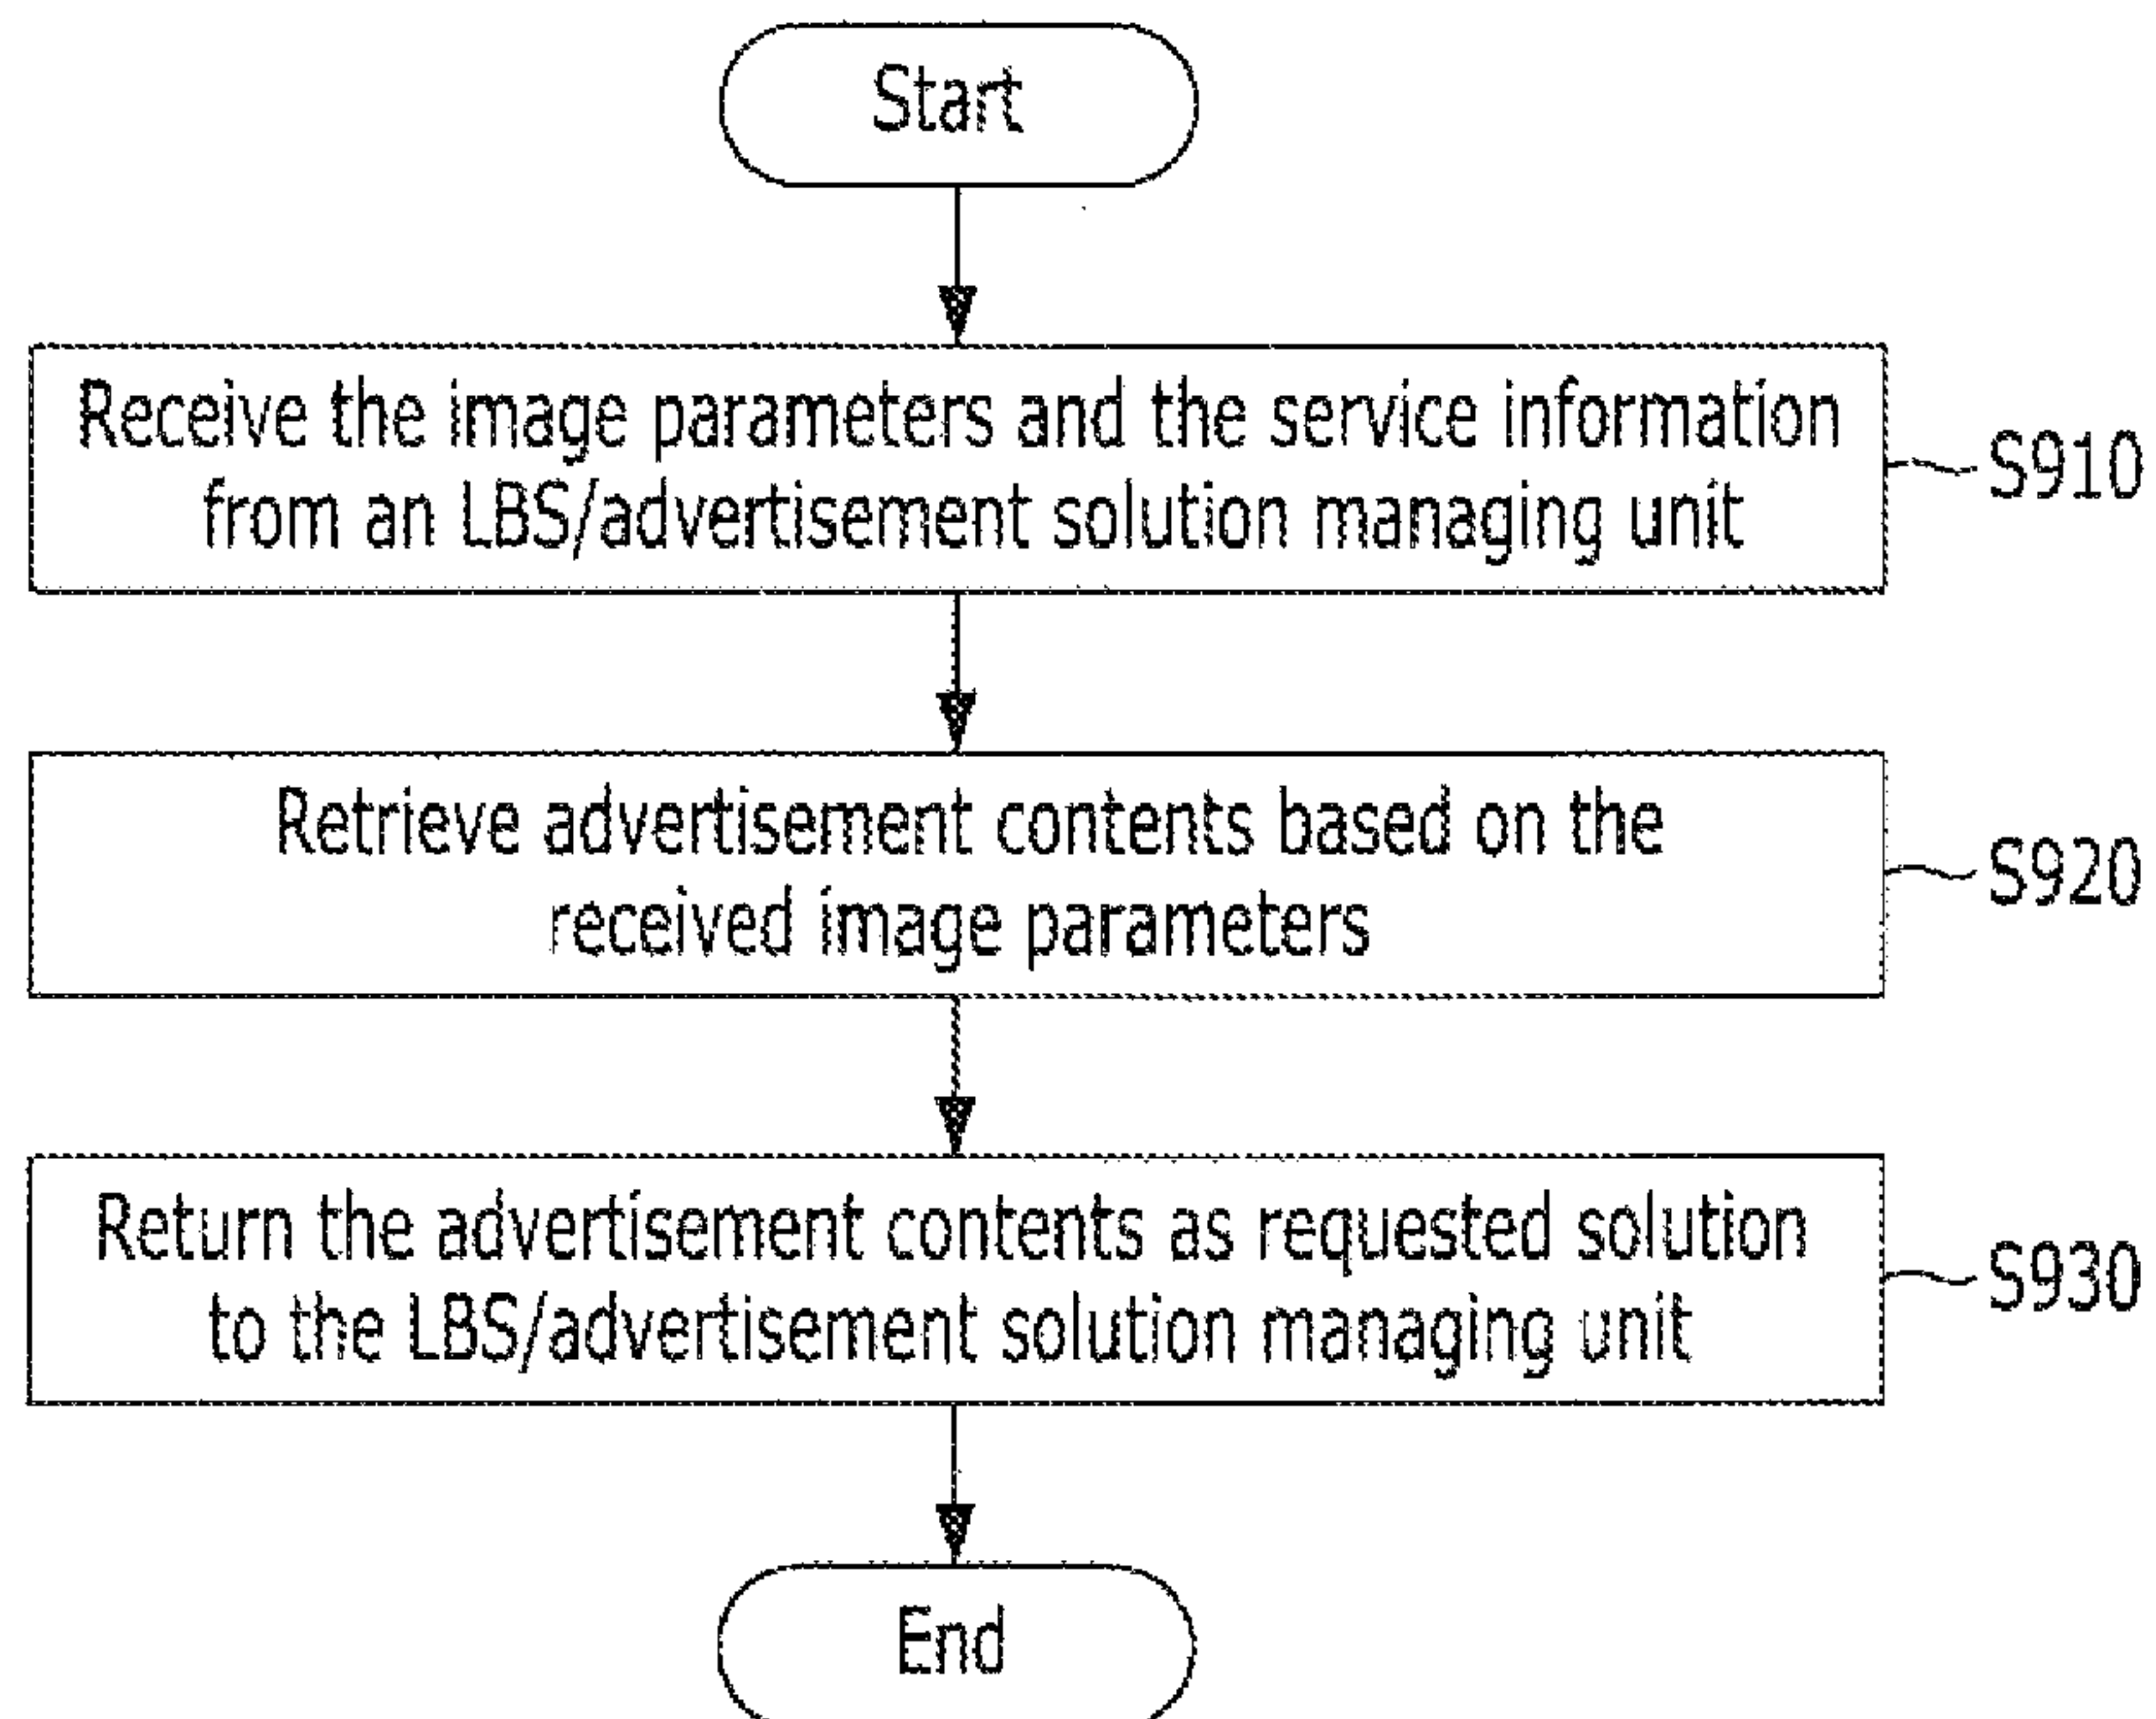 Start
Receive the image parameters and the service information
from an LBS/advertisement solution managing unit
S910
Retrieve advertisement contents based on the
received image parameters
S920
Return the advertisement contents as requested solution
to the LBS/advertisement solution managing unit
S930
End